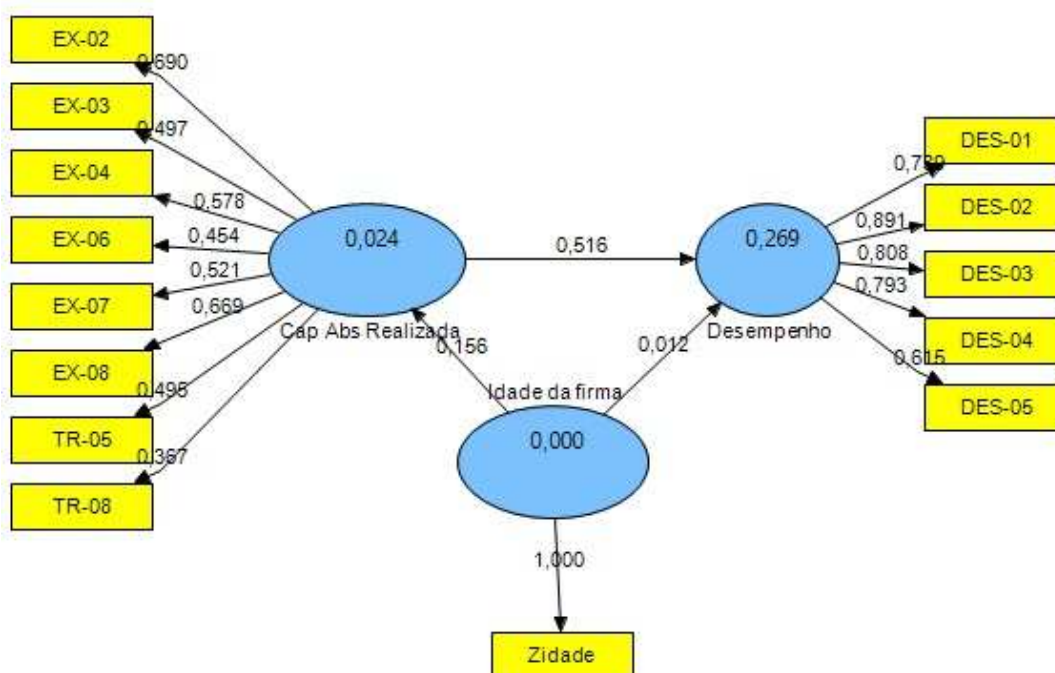 EX-02
0,690
EX-03
0,497
EX-04
0,578
EX-06
0,454
EX-07
0,521
EX-08
0,669
TR-05
0,495
TR-08
0,024
Cap Abs Realizada
0,516
0,156
Idade da firma
0,000
0,012
1,000
Zidade
0,269
Desempenho
DES-01
DES-02
0,891
DES-03
0,808
DES-04
0,793
DES-05
0,615